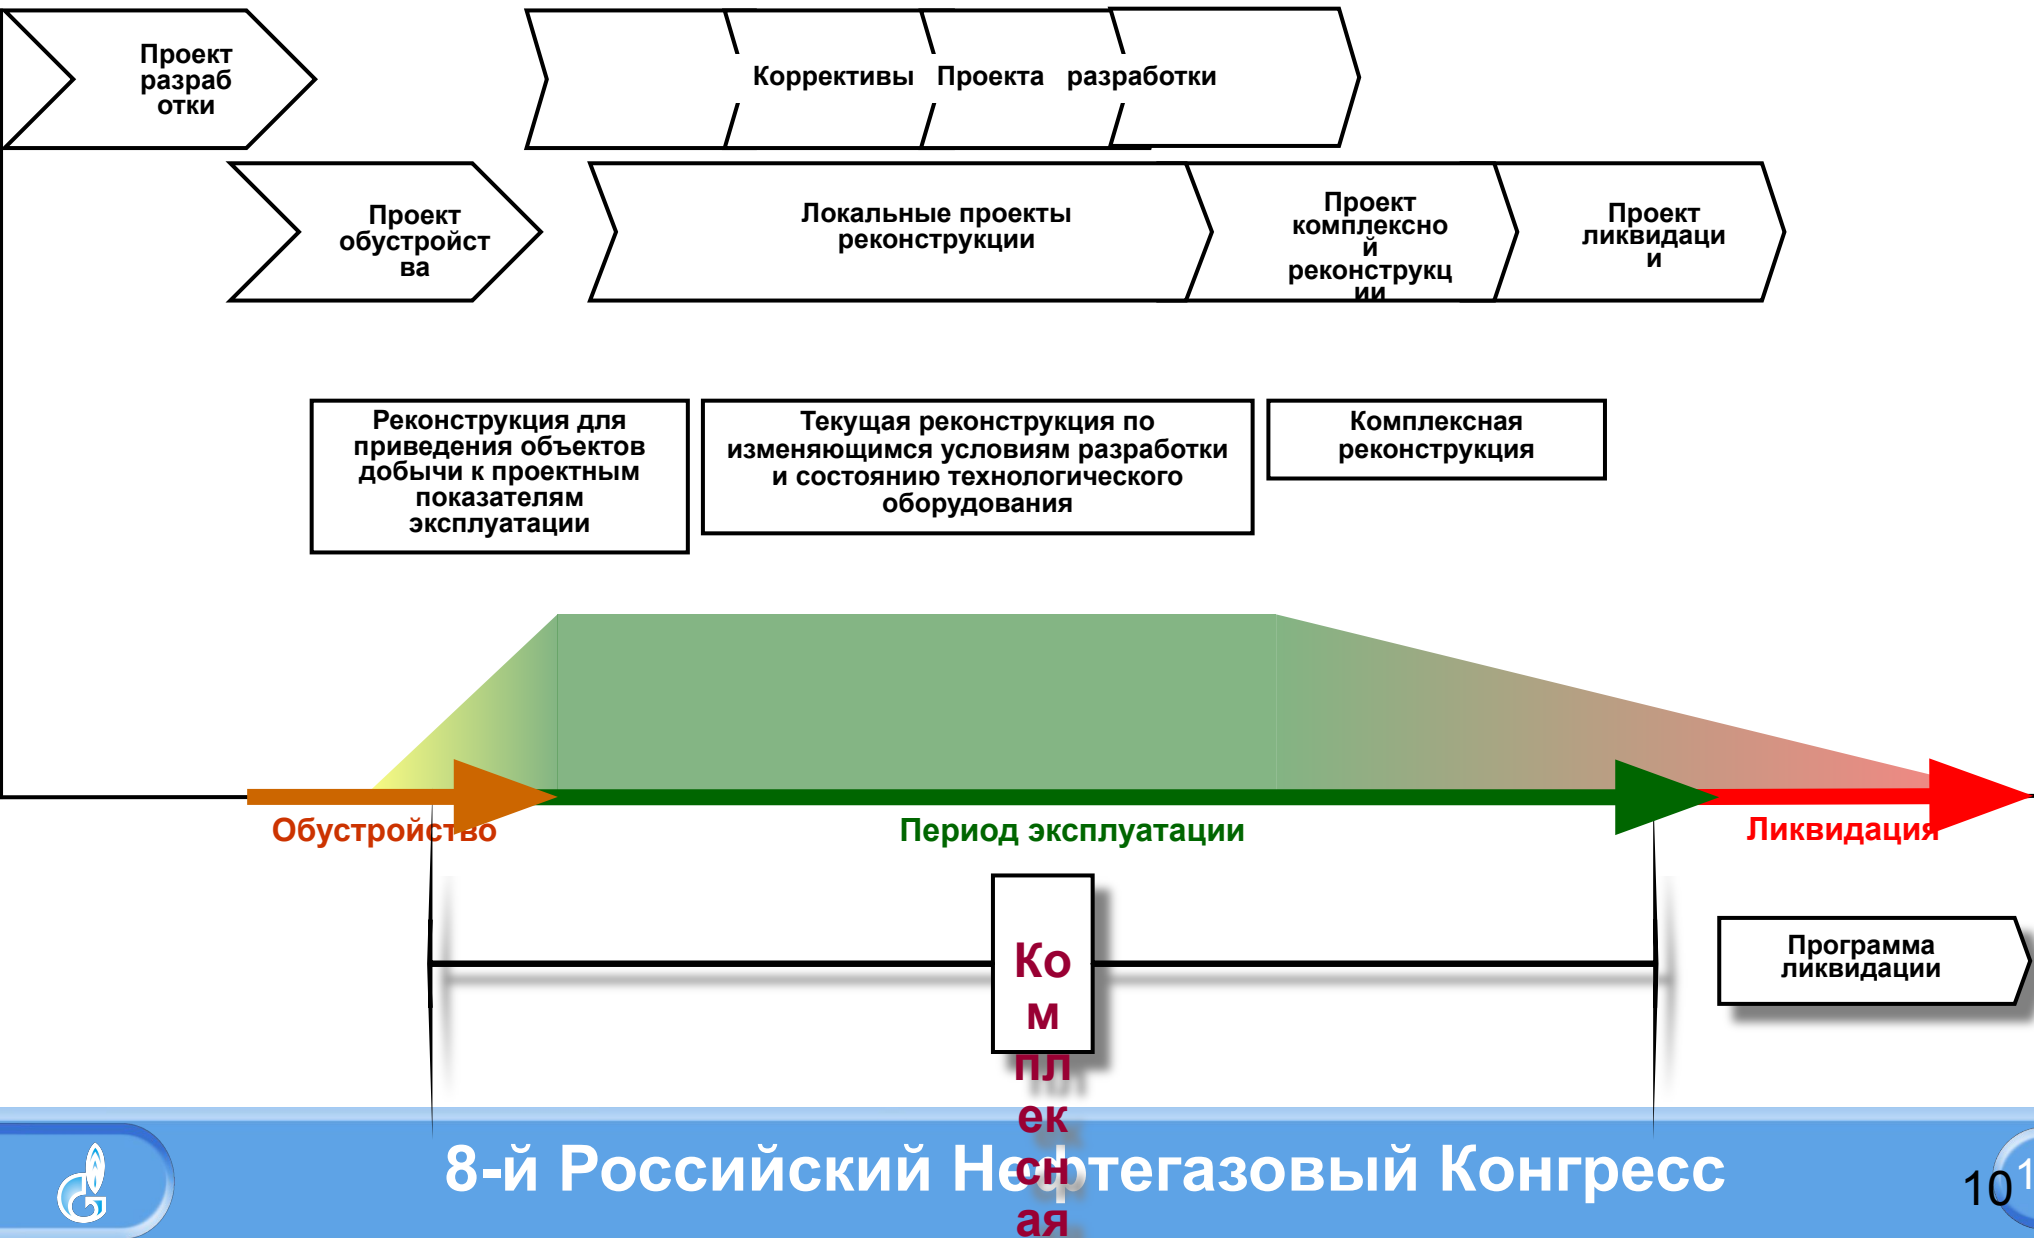 Проект
разраб
отки
Коррективы Проекта разработки
Проект
обустройст
ва
Локальные проекты
реконструкции
Проект
комплексно
й
реконструкц
ии
Проект
ликвидаци
и
Реконструкция для
приведения объектов
добычи к проектным
показателям
эксплуатации
Текущая реконструкция по
изменяющимся условиям разработки
и состоянию технологического
оборудования
Комплексная
реконструкция
Обустройство
Период эксплуатации
Ликвидация
Ко
м
пл
ек
сн
ая
Программа
ликвидации
8-й Российский Нефтегазовый Конгресс
10
1